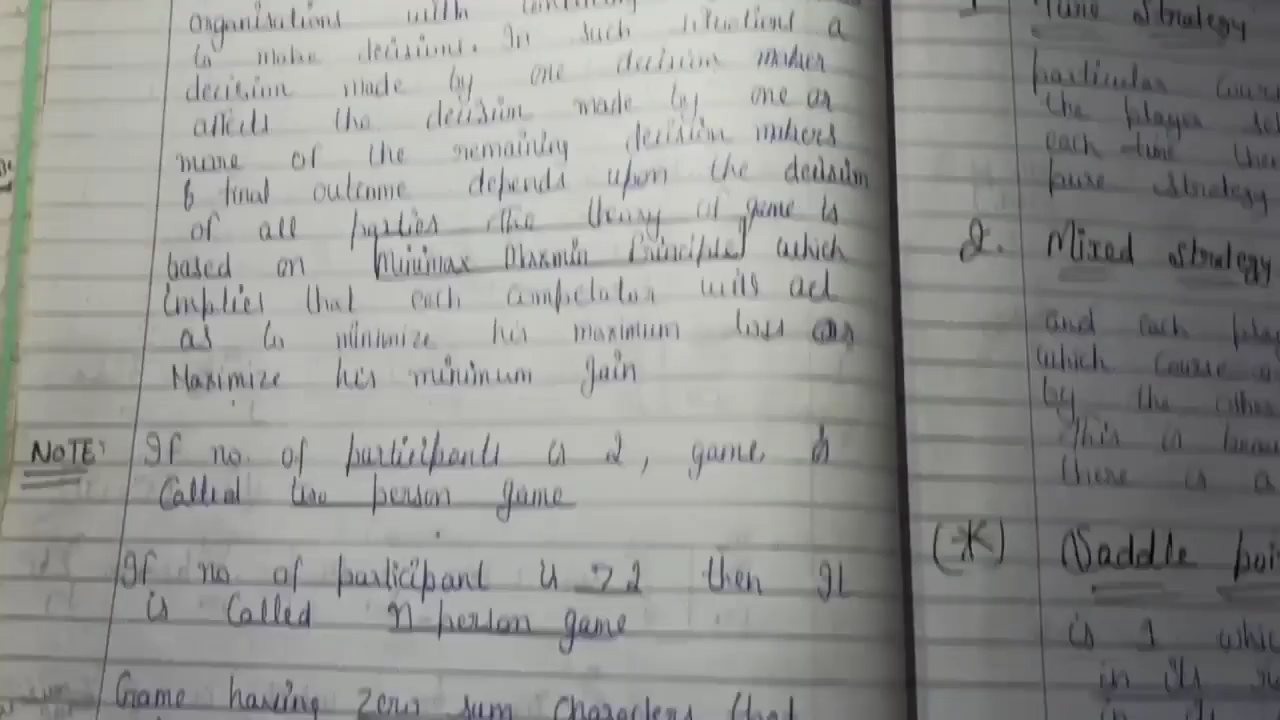 organisations with
to make decisions. In such situations a
decision made by one decision maker
affects the decision made by one or
more of the remaining decision makers
& final outcome depends upon the decision
of all parties the theory of game is
based on Minimax Maxmin Principle which
implies that each competator will act
as to minimize his maximum loss or
Maximize his minimum gain
NOTE: If no. of participants is 2, game is
Called two person game
If no of participant is >2 then It
is Called n person game
Game having zero sum characters that
Pure Strategy
particular
the player
each time
pure strategy
2. Mixed strategy
and each
which course
by the
This is
there is a
(*) Saddle
is 1
in its